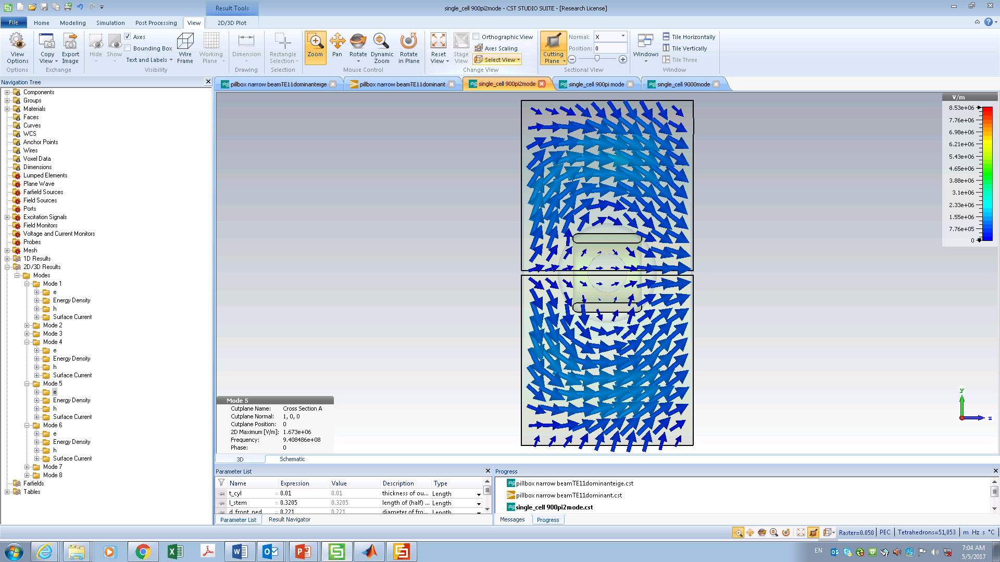 Result Tools
single_cell 900pi2mode - CST STUDIO SUITE - [Research License]
File Home Modeling Simulation Post Processing View 2D/3D Plot
View Options
Options
Copy View
Export Image
Exchange
Hide
Show
Axes
Bounding Box
Text and Labels
Wire Frame
Working Plane
Visibility
Dimension
Drawing
Rectangle Selection
Selection
Zoom
Pan
Rotate
Dynamic Zoom
Rotate in Plane
Mouse Control
Reset View
Stage View
Orthographic View
Axes Scaling
Select View
Change View
Cutting Plane
Normal: X
Position: 0
Sectional View
Windows
Tile Horizontally
Tile Vertically
Tile Three
Window
Navigation Tree
pillbox narrow beamTE11dominanteige
pillbox narrow beamTE11dominant
single_cell 900pi2mode
single_cell 900pi mode
single_cell 9000mode
Components
Groups
Materials
Faces
Curves
WCS
Anchor Points
Wires
Voxel Data
Dimensions
Lumped Elements
Plane Wave
Farfield Sources
Field Sources
Ports
Excitation Signals
Field Monitors
Voltage and Current Monitors
Probes
Mesh
1D Results
2D/3D Results
Modes
Mode 1
e
Energy Density
h
Surface Current
Mode 2
Mode 3
Mode 4
e
Energy Density
h
Surface Current
Mode 5
e
Energy Density
h
Surface Current
Mode 6
e
Energy Density
h
Surface Current
Mode 7
Mode 8
Farfields
Tables
V/m
8.53e+06
7.76e+06
6.98e+06
6.21e+06
5.43e+06
4.65e+06
3.88e+06
3.1e+06
2.33e+06
1.55e+06
7.76e+05
0
y
z
Mode 5
Cutplane Name: Cross Section A
Cutplane Normal: 1, 0, 0
Cutplane Position: 0
2D Maximum [V/m]: 1.673e+06
Frequency: 9.408486e+08
Phase: 0
3D Schematic
Parameter List
Name Expression Value Description Type
t_cyl = 0.01 0.01 thickness of ou... Length
l_stem = 0.3205 0.3205 length of (half) ... Length
d_front_ped = 0.221 0.221 diameter of fro... Length
Parameter List Result Navigator
Progress
pillbox narrow beamTE11dominanteige.cst
pillbox narrow beamTE11dominant.cst
single_cell 900pi2mode.cst
Messages Progress
Raster=0.050 PEC Tetrahedrons=51,053 m Hz s °C
EN
7:04 AM
5/5/2017